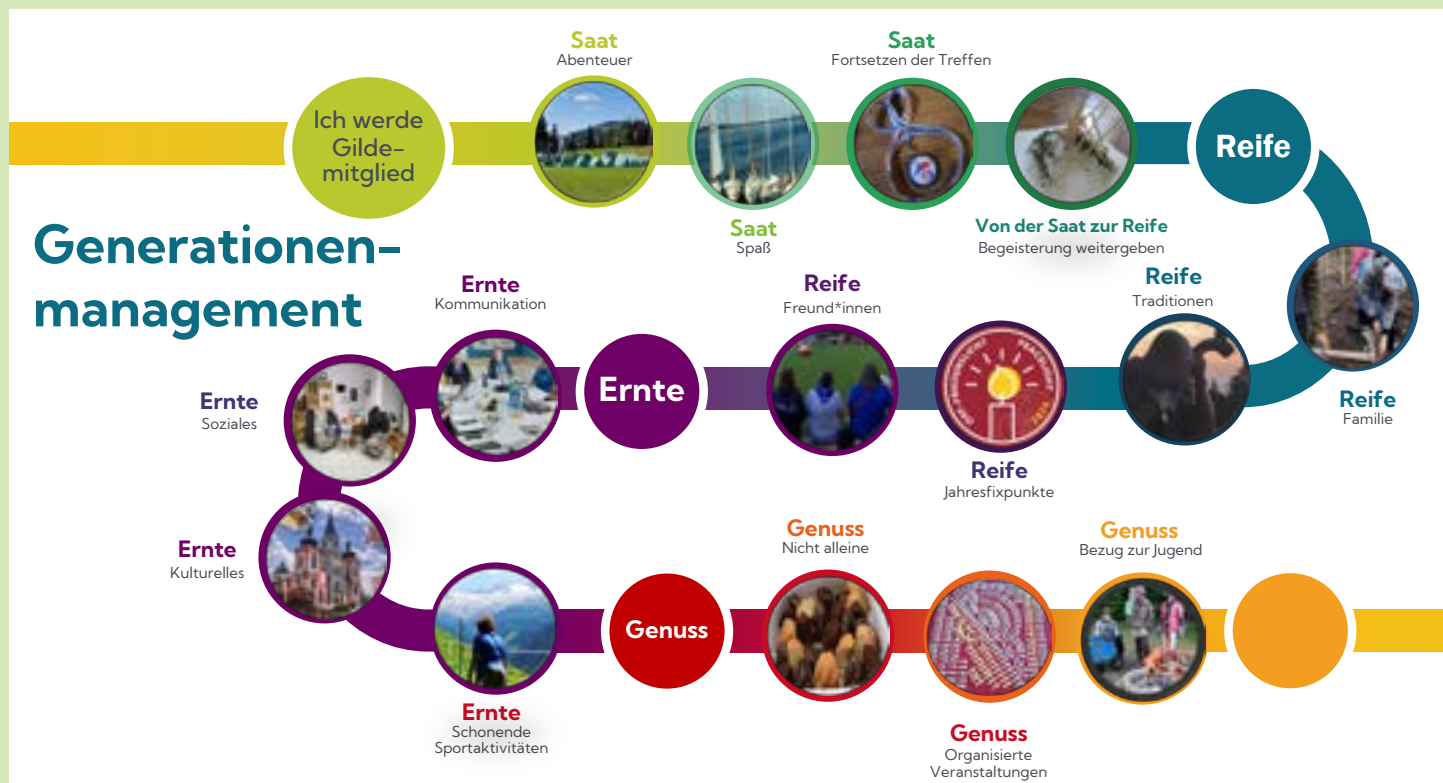 Saat
Abenteuer
Saat
Fortsetzen der Treffen
Ich werde
Gilde-
mitglied
Reife
Saat
Spaß
Von der Saat zur Reife
Begeisterung weitergeben
Generationen-
management
Ernte
Kommunikation
Reife
Freund*innen
Reife
Traditionen
Ernte
Reife
Familie
Ernte
Soziales
Reife
Jahresfixpunkte
Ernte
Kulturelles
Genuss
Nicht alleine
Genuss
Bezug zur Jugend
Genuss
Ernte
Schonende
Sportaktivitäten
Genuss
Organisierte
Veranstaltungen